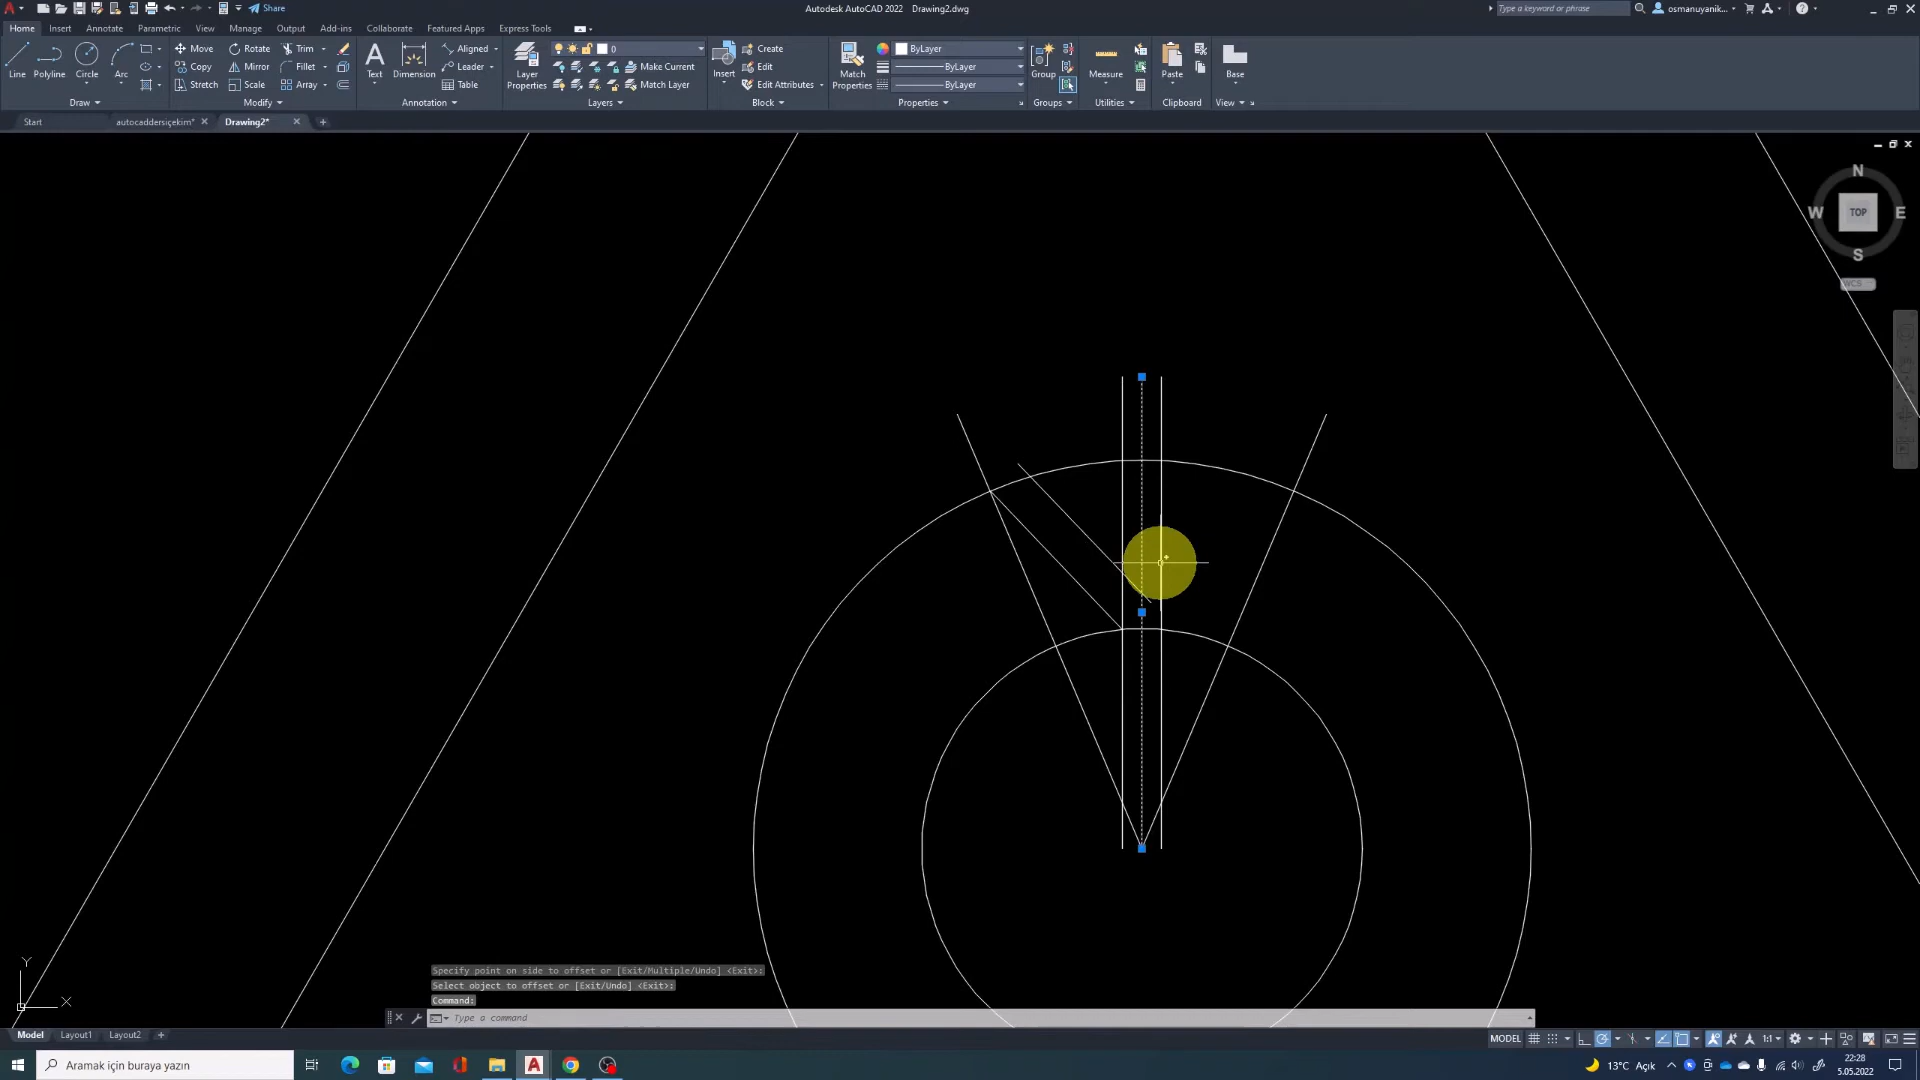 Share
Autodesk AutoCAD 2022 Drawing2.dwg
Type a keyword or phrase
osmanuyanik...
Home Insert Annotate Parametric View Manage Output Add-ins Collaborate Featured Apps Express Tools
Line Polyline Circle Arc
Move Rotate Trim
Copy Mirror Fillet
Stretch Scale Array
Text Dimension
Aligned
Leader
Table
Layer Properties
0
Make Current
Match Layer
Insert
Create
Edit
Edit Attributes
Match Properties
ByLayer
ByLayer
ByLayer
Group
Measure
Paste
Base
Draw Modify Annotation Layers Block Properties Groups Utilities Clipboard View
Start autocaddersiçekim* Drawing2*
N
W TOP E
S
WCS
Y
X
Specify point on side to offset or [Exit/Multiple/Undo] <Exit>:
Select object to offset or [Exit/Undo] <Exit>:
Command:
Type a command
Model Layout1 Layout2
MODEL
1:1
Aramak için buraya yazın
13°C Açık
22:28
5.05.2022